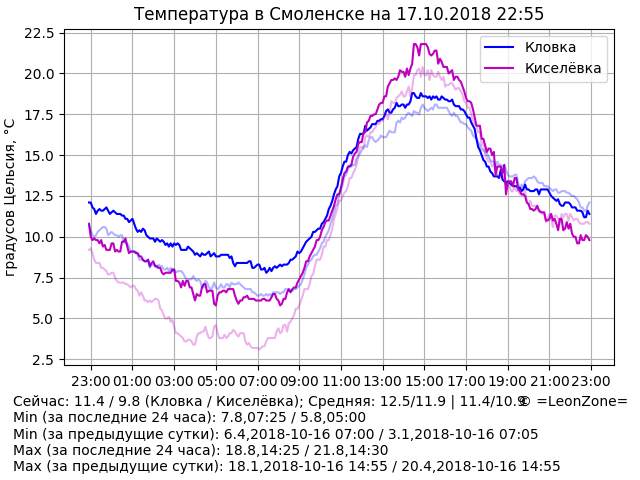 Температура в Смоленске на 17.10.2018 22:55
градусов Цельсия, °C
22.5
20.0
17.5
15.0
12.5
10.0
7.5
5.0
2.5
Кловка
Киселёвка
23:00 01:00 03:00 05:00 07:00 09:00 11:00 13:00 15:00 17:00 19:00 21:00 23:00
Сейчас: 11.4 / 9.8 (Кловка / Киселёвка); Средняя: 12.5/11.9 | 11.4/10.9 © =LeonZone=
Min (за последние 24 часа): 7.8,07:25 / 5.8,05:00
Min (за предыдущие сутки): 6.4,2018-10-16 07:00 / 3.1,2018-10-16 07:05
Max (за последние 24 часа): 18.8,14:25 / 21.8,14:30
Max (за предыдущие сутки): 18.1,2018-10-16 14:55 / 20.4,2018-10-16 14:55